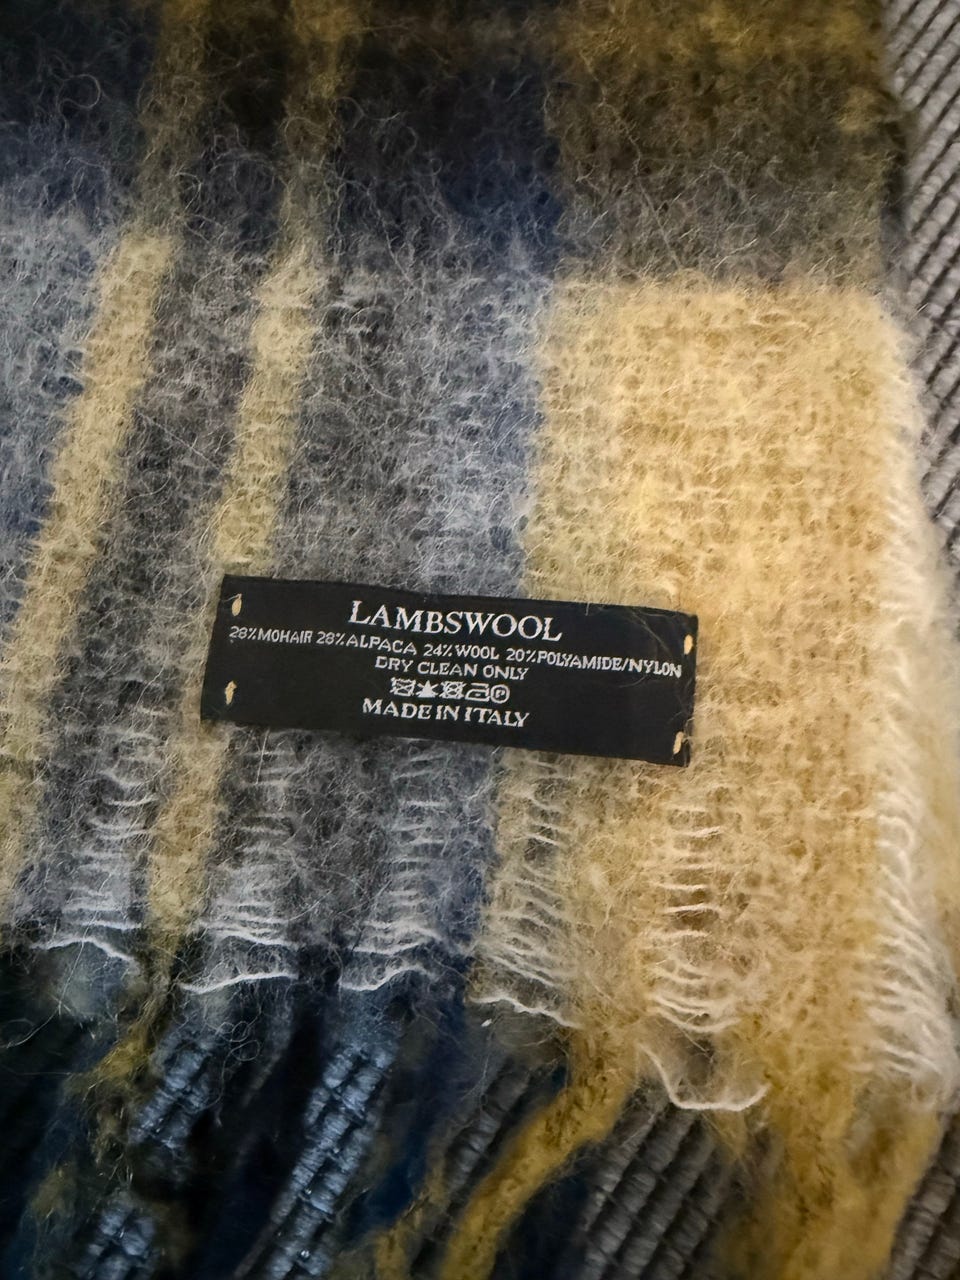 LAMBSWOOL
28%MOHAIR 28%ALPACA 24%WOOL 20%POLYAMIDE/NYLON
DRY CLEAN ONLY
P
MADE IN ITALY